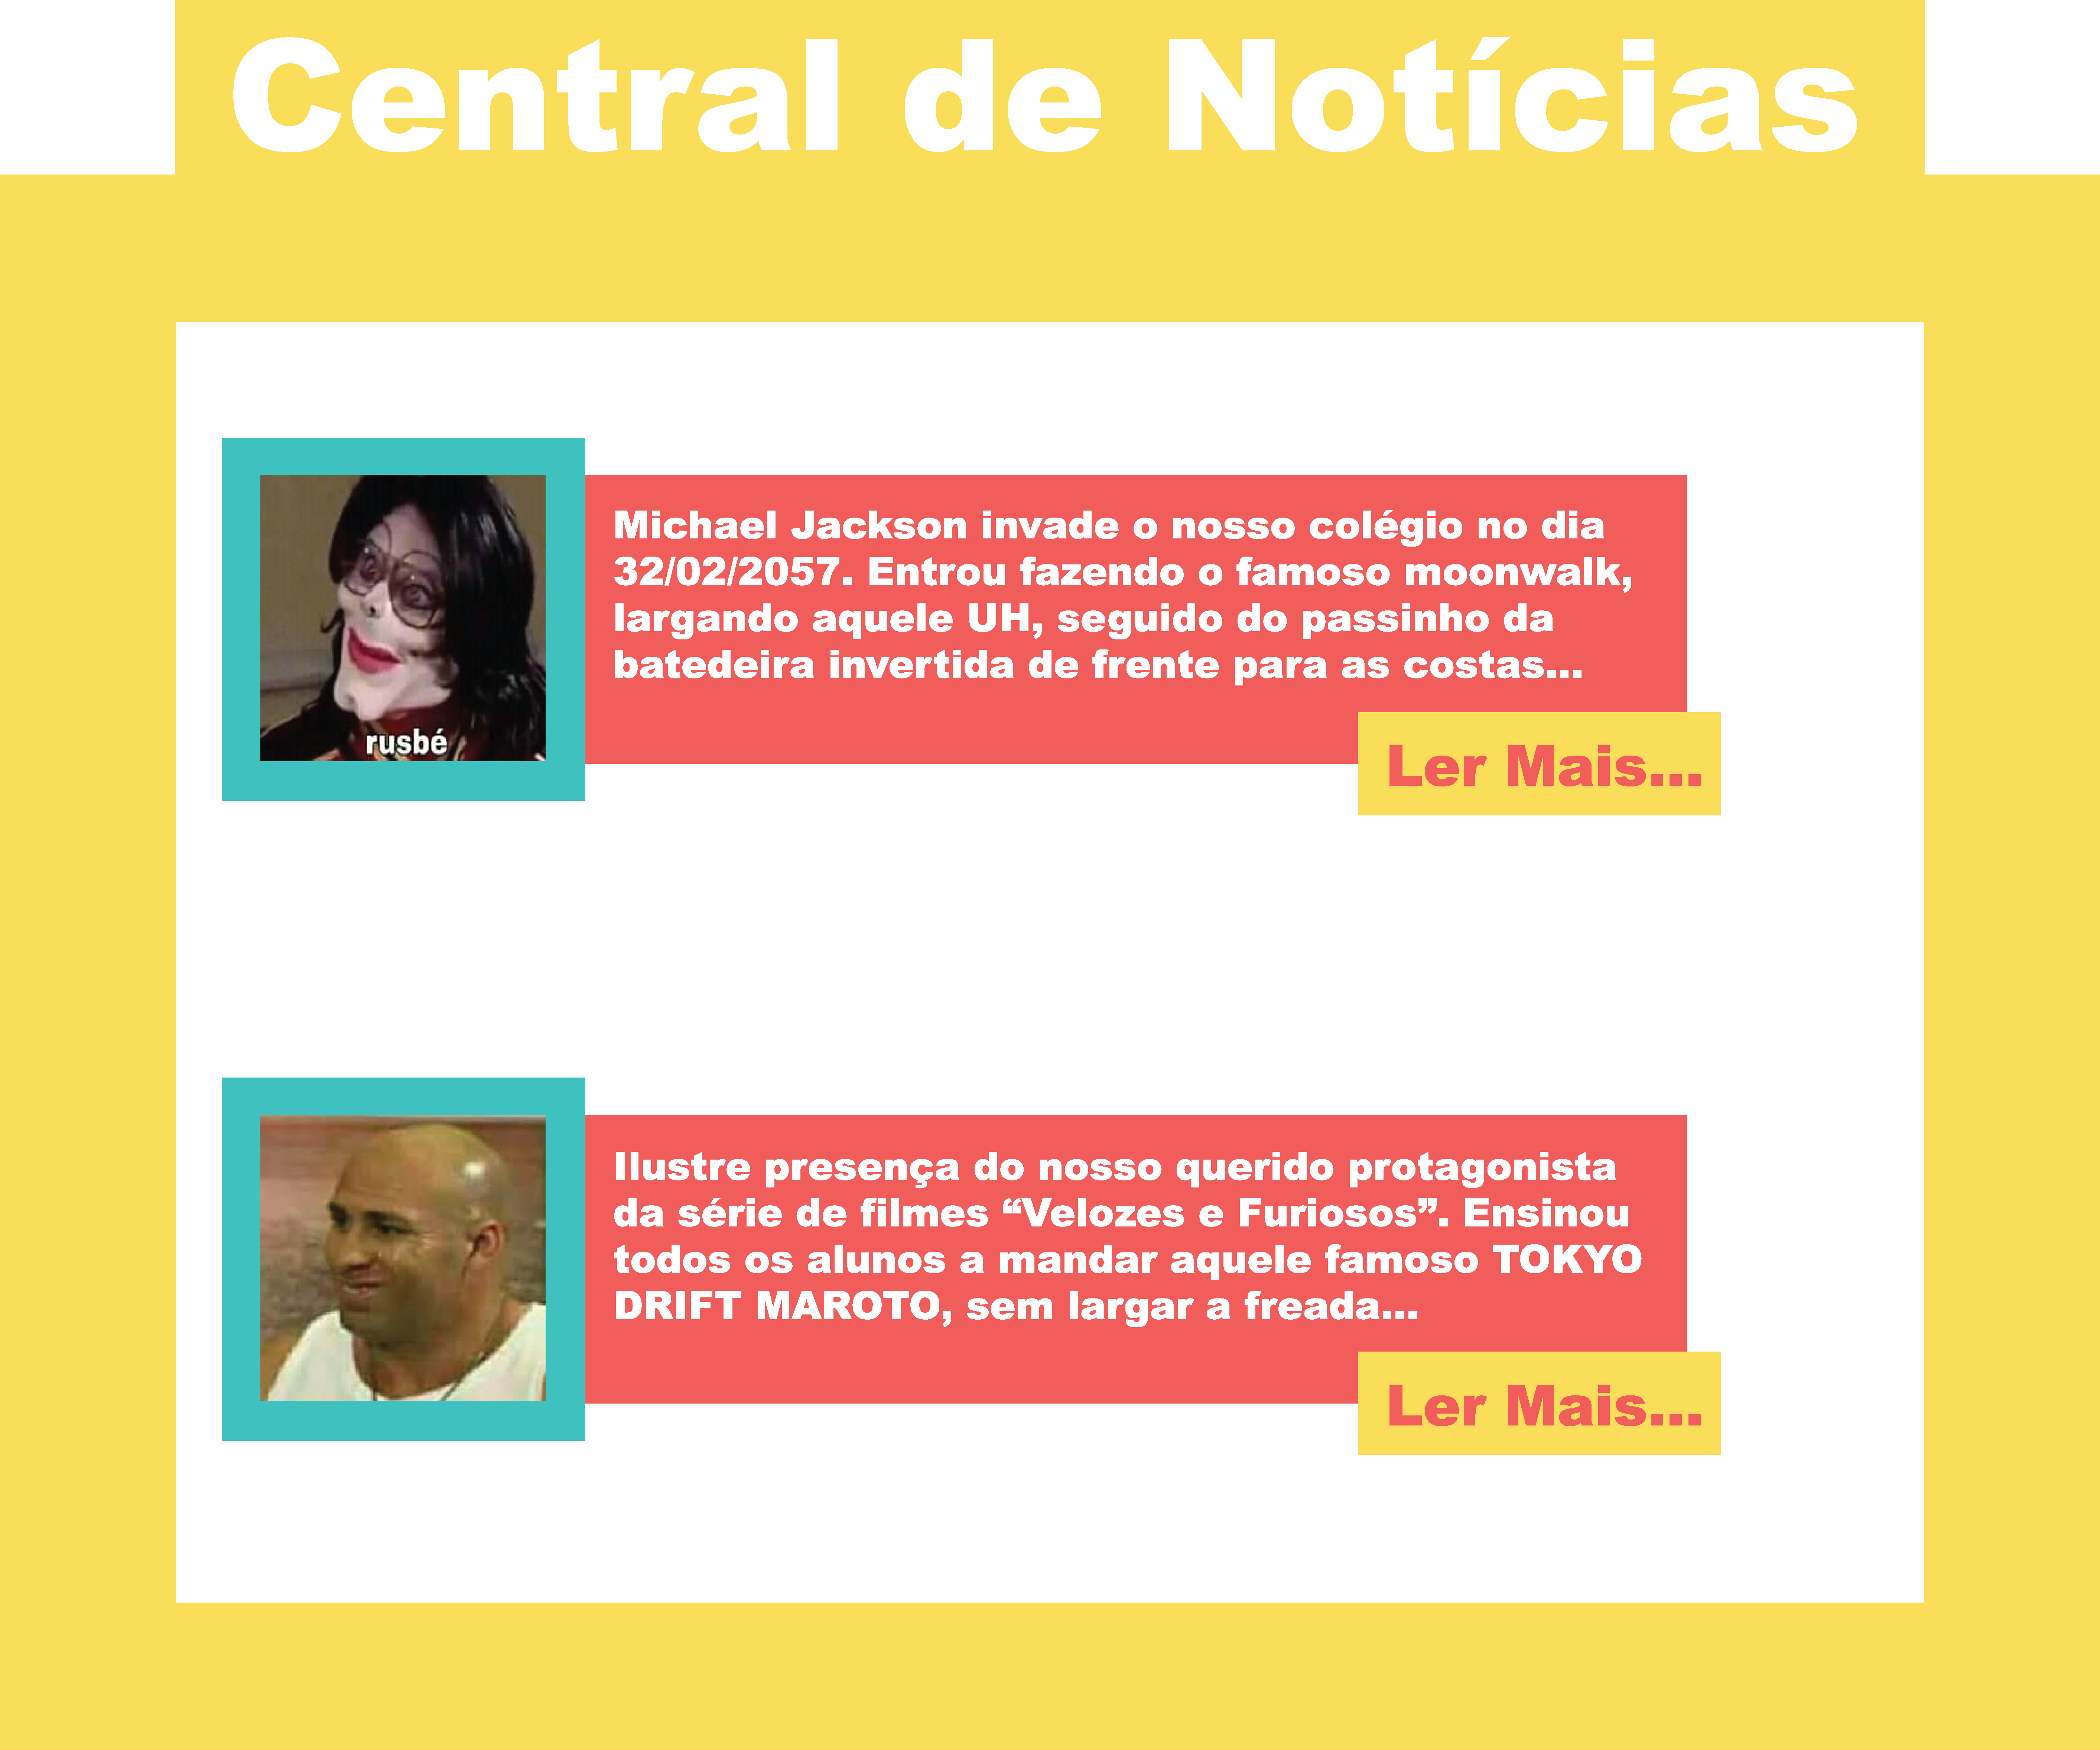 Central de Notícias
Michael Jackson invade o nosso colégio no dia
32/02/2057. Entrou fazendo o famoso moonwalk,
largando aquele UH, seguido do passinho da
batedeira invertida de frente para as costas...
rusbé
Ler Mais...
Ilustre presença do nosso querido protagonista
da série de filmes “Velozes e Furiosos”. Ensinou
todos os alunos a mandar aquele famoso TOKYO
DRIFT MAROTO, sem largar a freada...
Ler Mais...